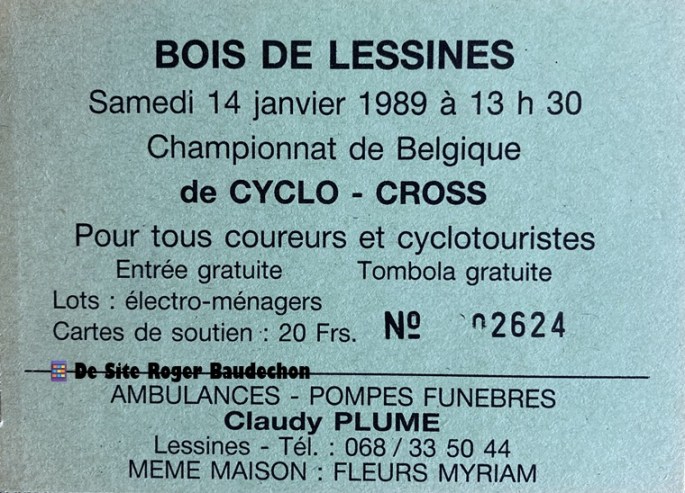 BOIS DE LESSINES
Samedi 14 janvier 1989 à 13 h 30
Championnat de Belgique
de CYCLO - CROSS
Pour tous coureurs et cyclotouristes
Entrée gratuite Tombola gratuite
Lots : électro-ménagers
Cartes de soutien : 20 Frs. Nº 02624
De Site Roger Baudechon
AMBULANCES - POMPES FUNEBRES
Claudy PLUME
Lessines - Tél. : 068 / 33 50 44
MEME MAISON : FLEURS MYRIAM